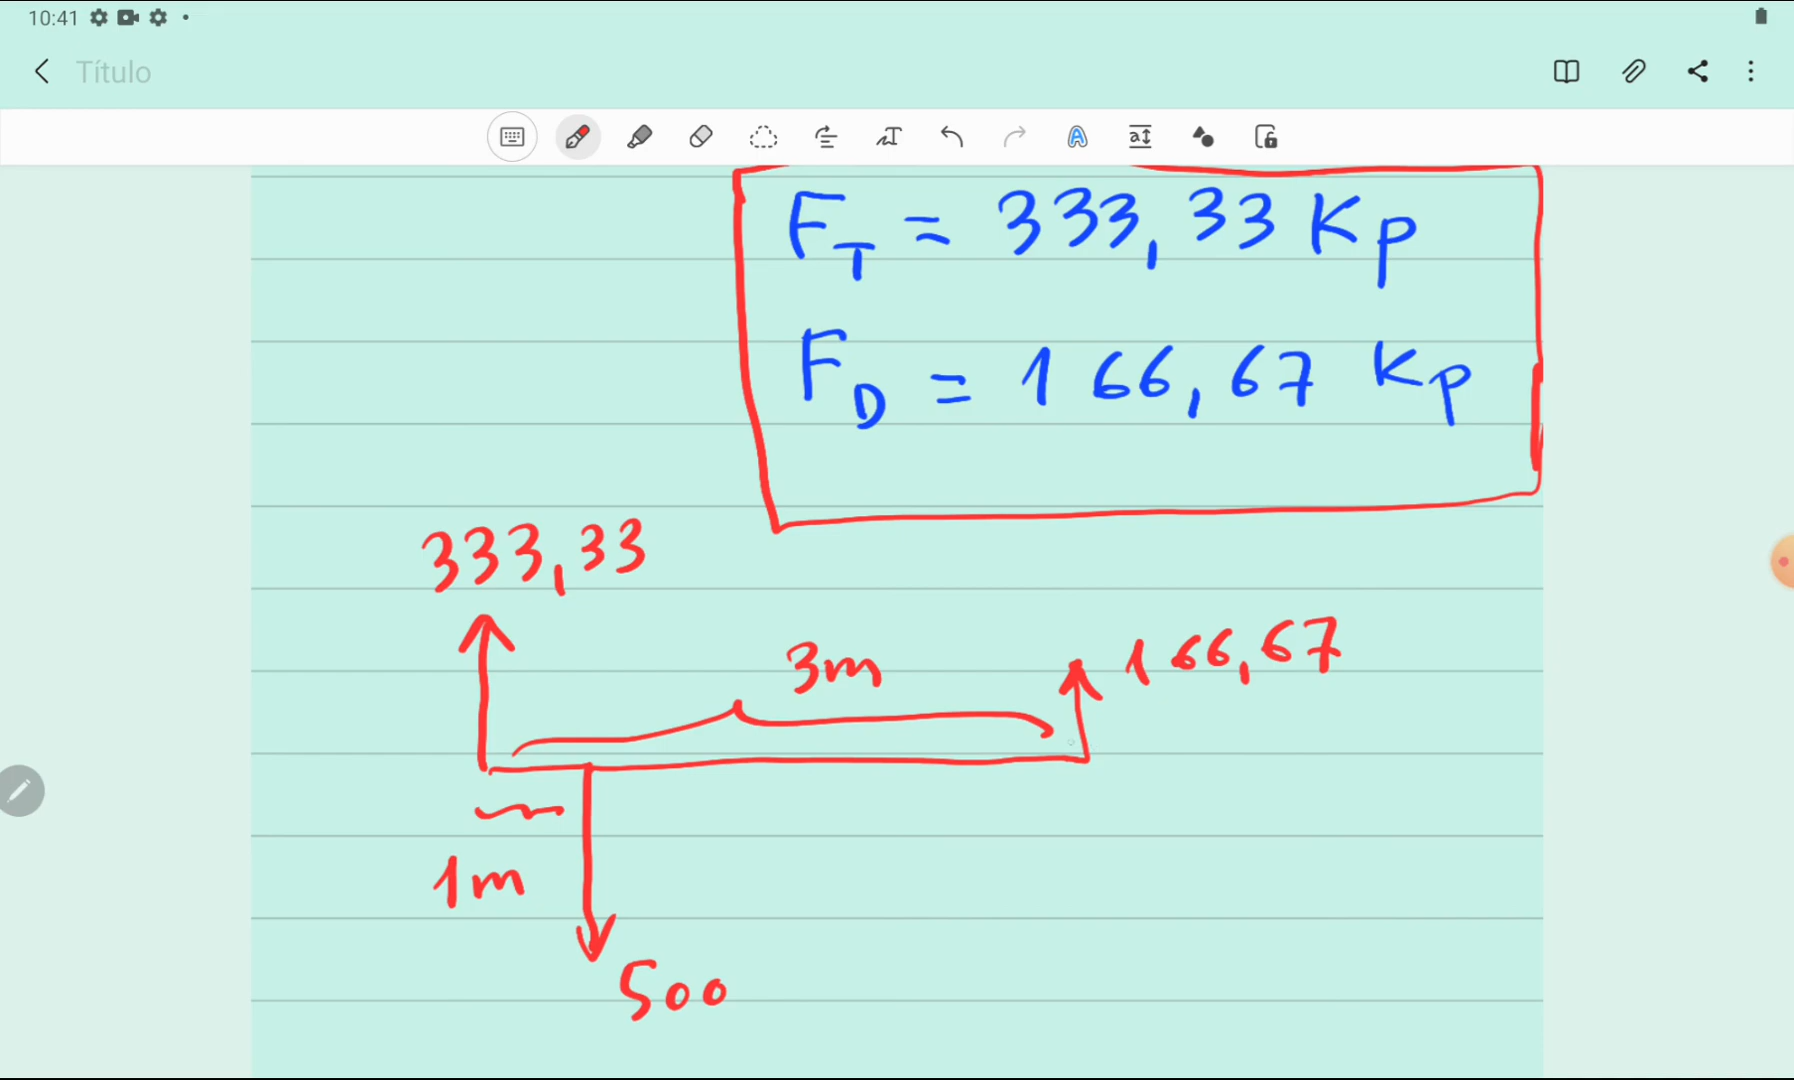 10:41
Título
F_T = 333,33 Kp
F_D = 166,67 Kp
333,33
3m
166,67
1m
500